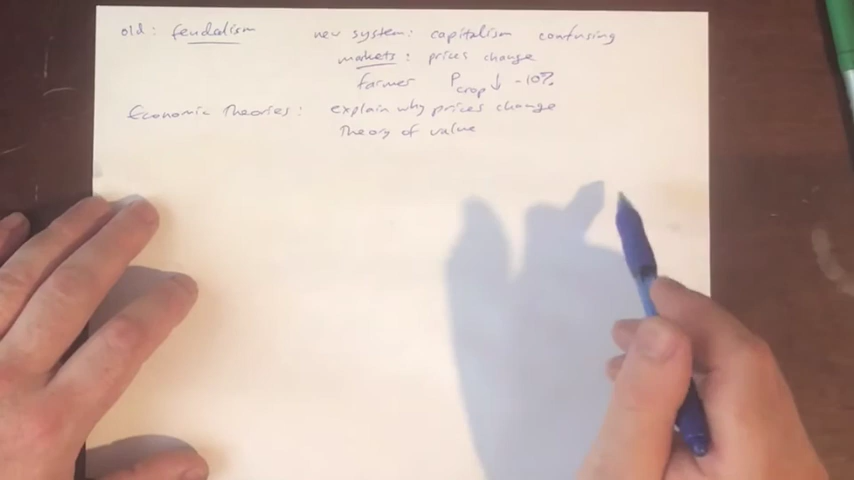 old: feudalism new system: capitalism confusing
markets: prices change
farmer P crop ↓ -10%
Economic Theories: explain why prices change
Theory of value